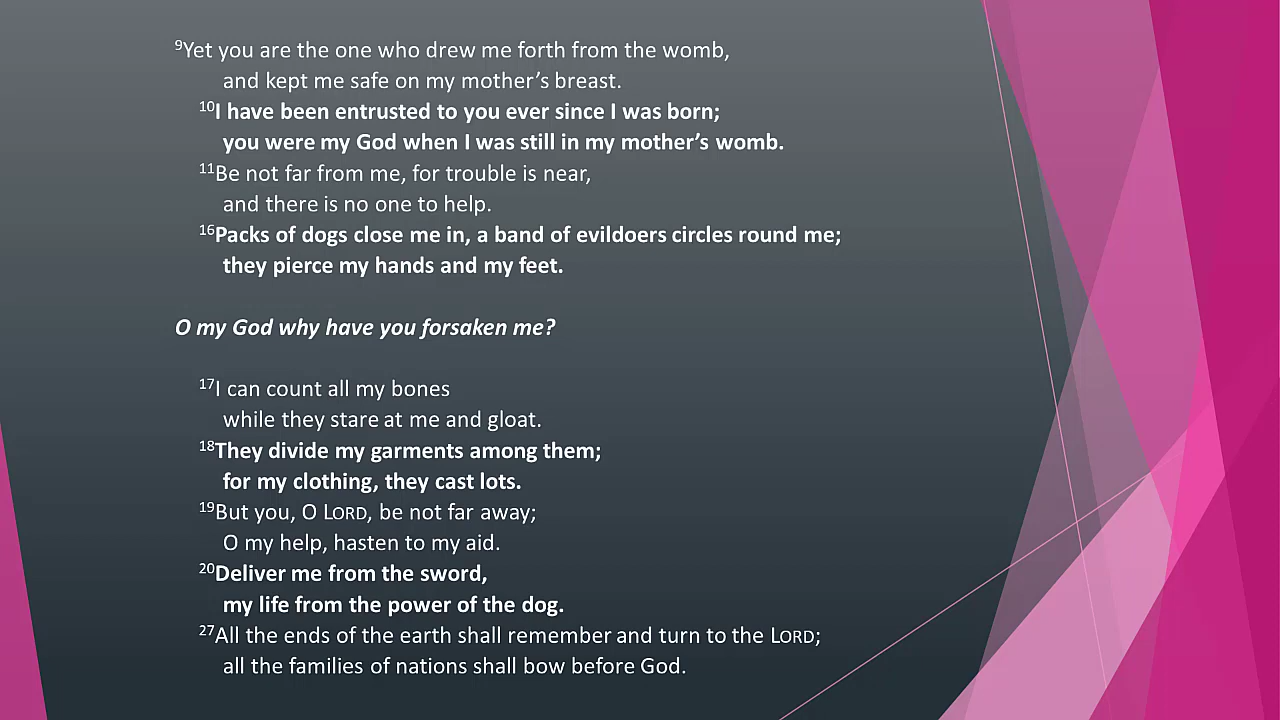 ⁹Yet you are the one who drew me forth from the womb,
and kept me safe on my mother’s breast.
¹⁰I have been entrusted to you ever since I was born;
you were my God when I was still in my mother’s womb.
¹¹Be not far from me, for trouble is near,
and there is no one to help.
¹⁶Packs of dogs close me in, a band of evildoers circles round me;
they pierce my hands and my feet.
O my God why have you forsaken me?
¹⁷I can count all my bones
while they stare at me and gloat.
¹⁸They divide my garments among them;
for my clothing, they cast lots.
¹⁹But you, O LORD, be not far away;
O my help, hasten to my aid.
²⁰Deliver me from the sword,
my life from the power of the dog.
²⁷All the ends of the earth shall remember and turn to the LORD;
all the families of nations shall bow before God.